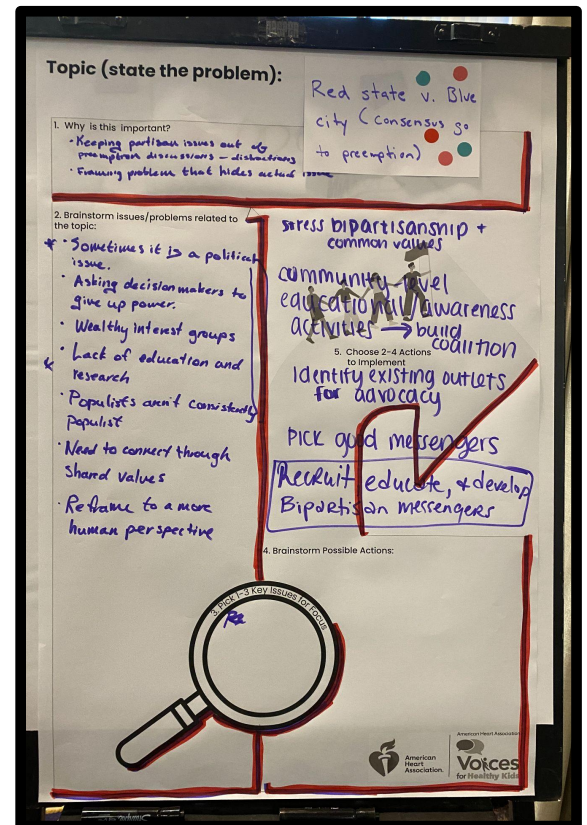 Topic (state the problem):
Red state v. Blue
city (consensus go
to preemption)
1. Why is this important?
· Keeping partisan issues out of
preemption discussions - distractions
· Framing problem that hides actual issue
2. Brainstorm issues/problems related to
the topic:
* · Sometimes it is a political
issue.
· Asking decision makers to
give up power.
· Wealthy interest groups
* · Lack of education and
research
· Populists aren't consistently
populist
· Need to connect through
shared values
· Reframe to a more
human perspective
3. Pick 1-3 Key Issues for Focus
Re
stress bipartisanship +
common values
community level
educational awareness
activities → build
coalition
5. Choose 2-4 Actions
to Implement
Identify existing outlets
for advocacy
Pick good messengers
Recruit, educate, & develop
Bipartisan messengers
4. Brainstorm Possible Actions:
American
Heart
Association.
American Heart Association
Voices
for Healthy Kids